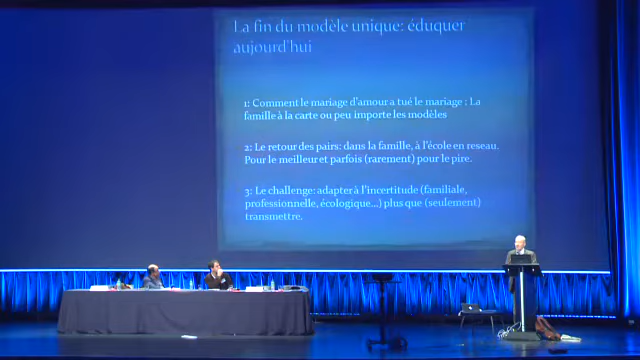 La fin du modèle unique: éduquer
aujourd'hui
1: Comment le mariage d'amour a tué le mariage : La
famille à la carte ou peu importe les modèles
2: Le retour des pairs: dans la famille, à l'école en reseau.
Pour le meilleur et parfois (rarement) pour le pire.
3: Le challenge: adapter à l'incertitude (familiale,
professionnelle, écologique...) plus que (seulement)
transmettre.